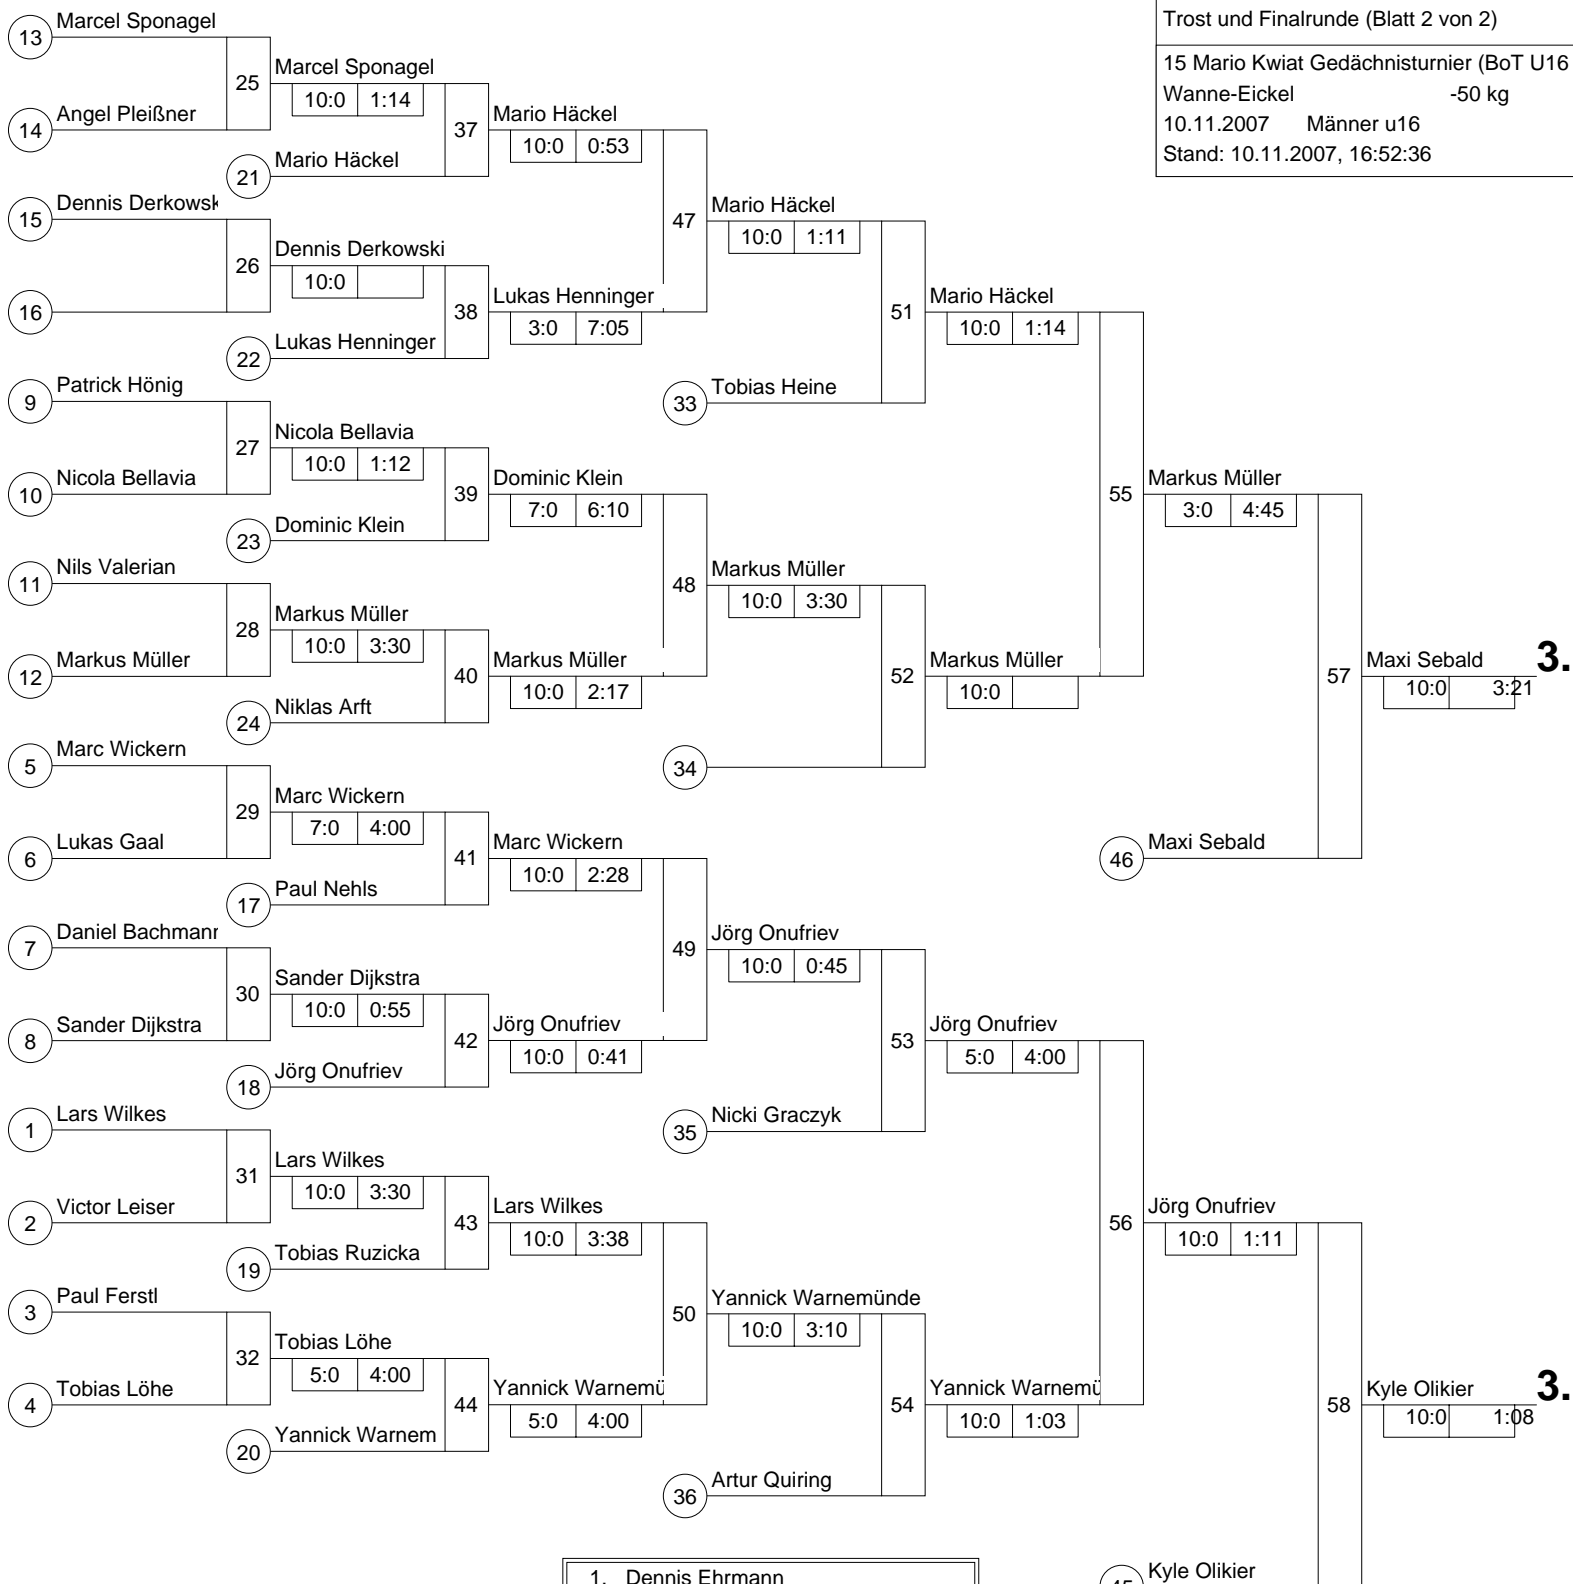 Trost und Finalrunde (Blatt 2 von 2)
15 Mario Kwiat Gedächnisturnier (BoT U16
Wanne-Eickel -50 kg
10.11.2007 Männer u16
Stand: 10.11.2007, 16:52:36
13 Marcel Sponagel
25 Marcel Sponagel
10:0 1:14
14 Angel Pleißner
37 Mario Häckel
10:0 0:53
21 Mario Häckel
15 Dennis Derkowsk
47 Mario Häckel
10:0 1:11
26 Dennis Derkowski
10:0
16
38 Lukas Henninger
3:0 7:05
22 Lukas Henninger
51 Mario Häckel
10:0 1:14
33 Tobias Heine
9 Patrick Hönig
27 Nicola Bellavia
10:0 1:12
10 Nicola Bellavia
39 Dominic Klein
7:0 6:10
23 Dominic Klein
55 Markus Müller
3:0 4:45
11 Nils Valerian
48 Markus Müller
10:0 3:30
28 Markus Müller
10:0 3:30
12 Markus Müller
40 Markus Müller
10:0 2:17
24 Niklas Arft
52 Markus Müller
10:0
34
57 Maxi Sebald 3.
10:0 3:21
46 Maxi Sebald
5 Marc Wickern
29 Marc Wickern
7:0 4:00
6 Lukas Gaal
41 Marc Wickern
10:0 2:28
17 Paul Nehls
7 Daniel Bachmann
49 Jörg Onufriev
10:0 0:45
30 Sander Dijkstra
10:0 0:55
8 Sander Dijkstra
42 Jörg Onufriev
10:0 0:41
18 Jörg Onufriev
53 Jörg Onufriev
5:0 4:00
35 Nicki Graczyk
1 Lars Wilkes
31 Lars Wilkes
10:0 3:30
2 Victor Leiser
43 Lars Wilkes
10:0 3:38
19 Tobias Ruzicka
56 Jörg Onufriev
10:0 1:11
3 Paul Ferstl
50 Yannick Warnemünde
10:0 3:10
32 Tobias Löhe
5:0 4:00
4 Tobias Löhe
44 Yannick Warnemü
5:0 4:00
20 Yannick Warnem
54 Yannick Warnemü
10:0 1:03
36 Artur Quiring
58 Kyle Olikier 3.
10:0 1:08
45 Kyle Olikier
1. Dennis Ehrmann